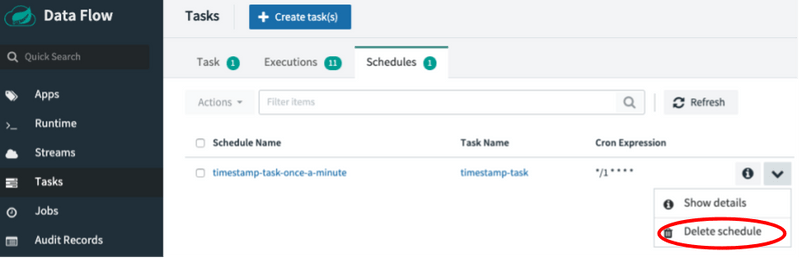 Data Flow
Quick Search
Apps
Runtime
Streams
Tasks
Jobs
Audit Records
Tasks
+ Create task(s)
Task 1 Executions 11 Schedules 1
Actions Filter items Refresh
Schedule Name Task Name Cron Expression
timestamp-task-once-a-minute timestamp-task */1 * * * *
Show details
Delete schedule